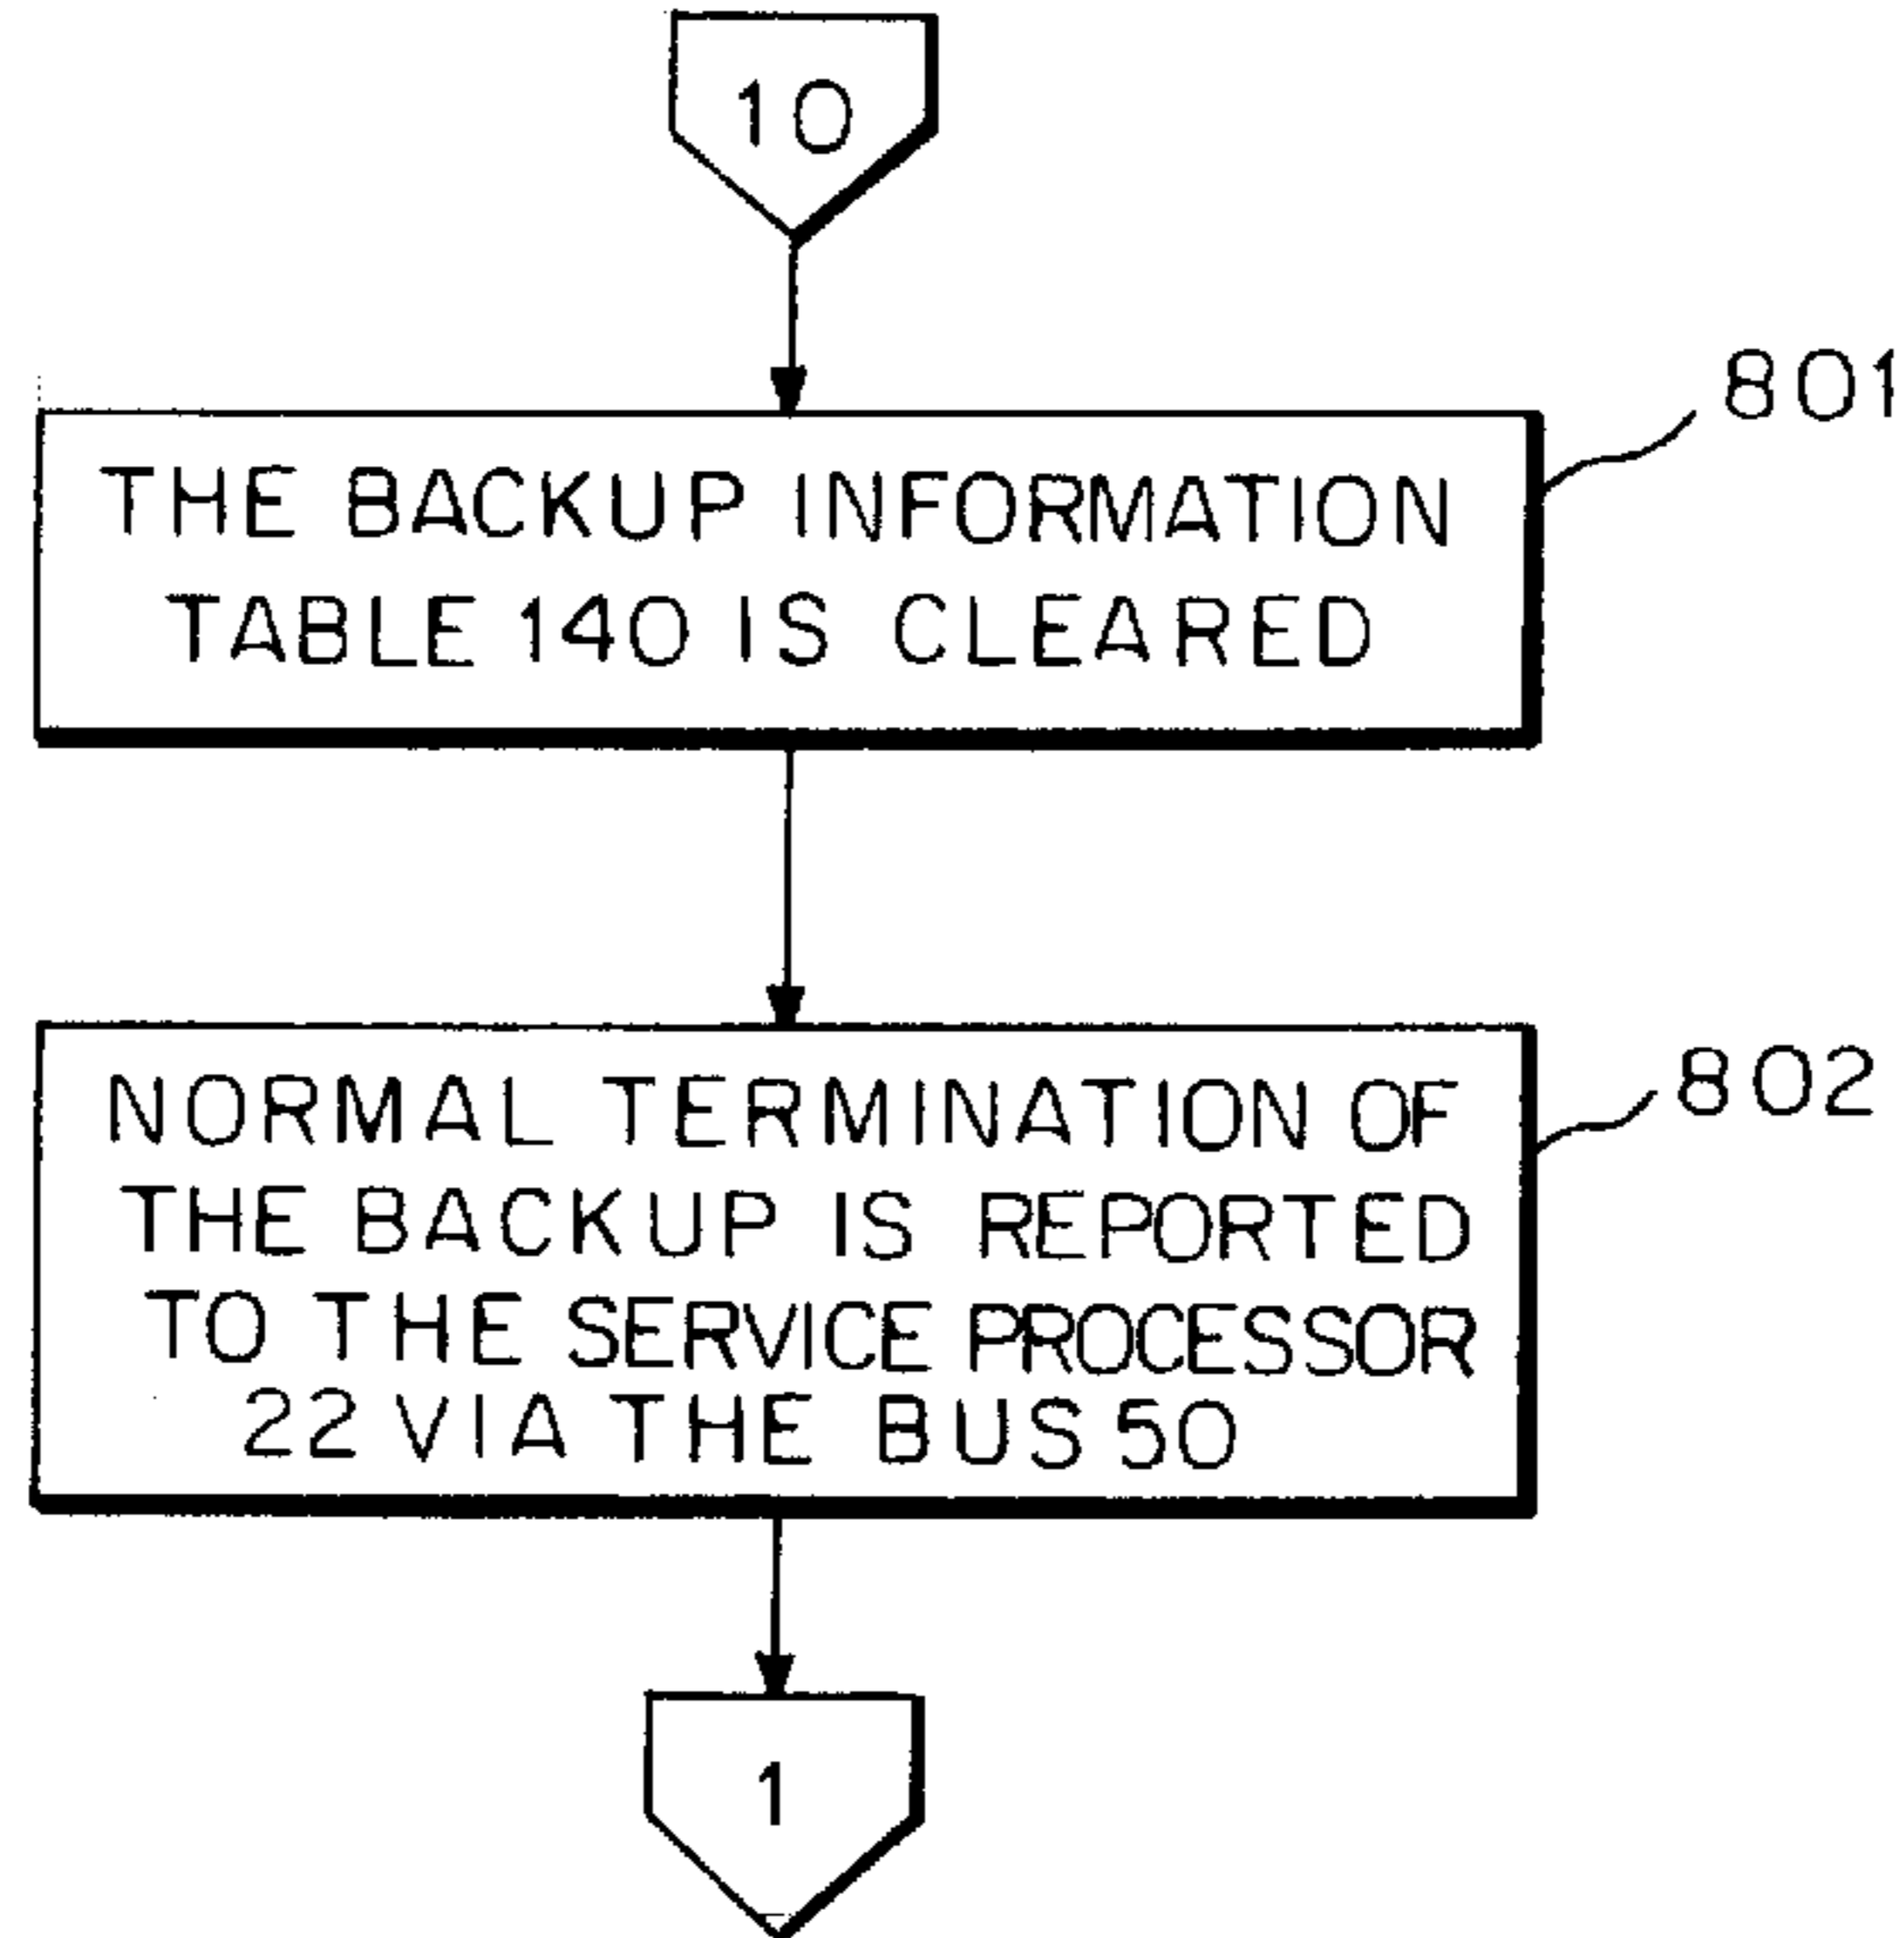 10
801
THE BACKUP INFORMATION
TABLE 140 IS CLEARED
802
NORMAL TERMINATION OF
THE BACKUP IS REPORTED
TO THE SERVICE PROCESSOR
22 VIA THE BUS 50
1